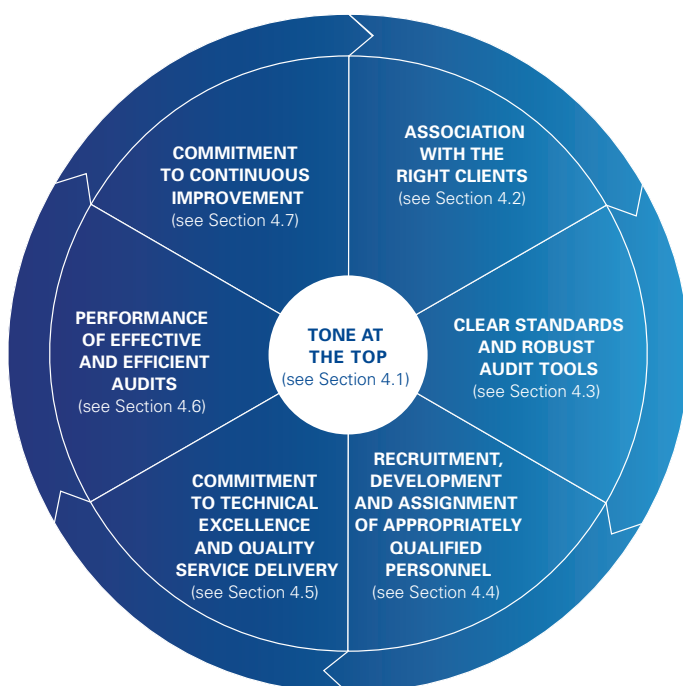 TONE AT
THE TOP
(see Section 4.1)
ASSOCIATION
WITH THE
RIGHT CLIENTS
(see Section 4.2)
CLEAR STANDARDS
AND ROBUST
AUDIT TOOLS
(see Section 4.3)
RECRUITMENT,
DEVELOPMENT
AND ASSIGNMENT
OF APPROPRIATELY
QUALIFIED
PERSONNEL
(see Section 4.4)
COMMITMENT
TO TECHNICAL
EXCELLENCE
AND QUALITY
SERVICE DELIVERY
(see Section 4.5)
PERFORMANCE
OF EFFECTIVE
AND EFFICIENT
AUDITS
(see Section 4.6)
COMMITMENT
TO CONTINUOUS
IMPROVEMENT
(see Section 4.7)